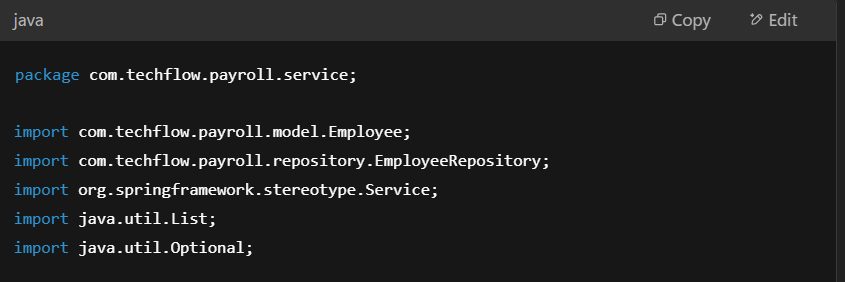 java Copy Edit
package com.techflow.payroll.service;
import com.techflow.payroll.model.Employee;
import com.techflow.payroll.repository.EmployeeRepository;
import org.springframework.stereotype.Service;
import java.util.List;
import java.util.Optional;